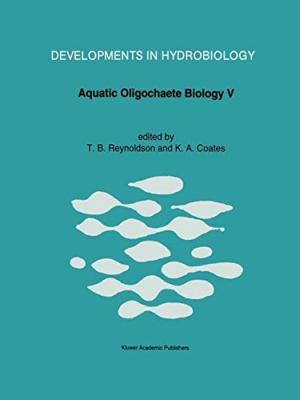 DEVELOPMENTS IN HYDROBIOLOGY
Aquatic Oligochaete Biology V
edited by
T. B. Reynoldson and K. A. Coates
Kluwer Academic Publishers